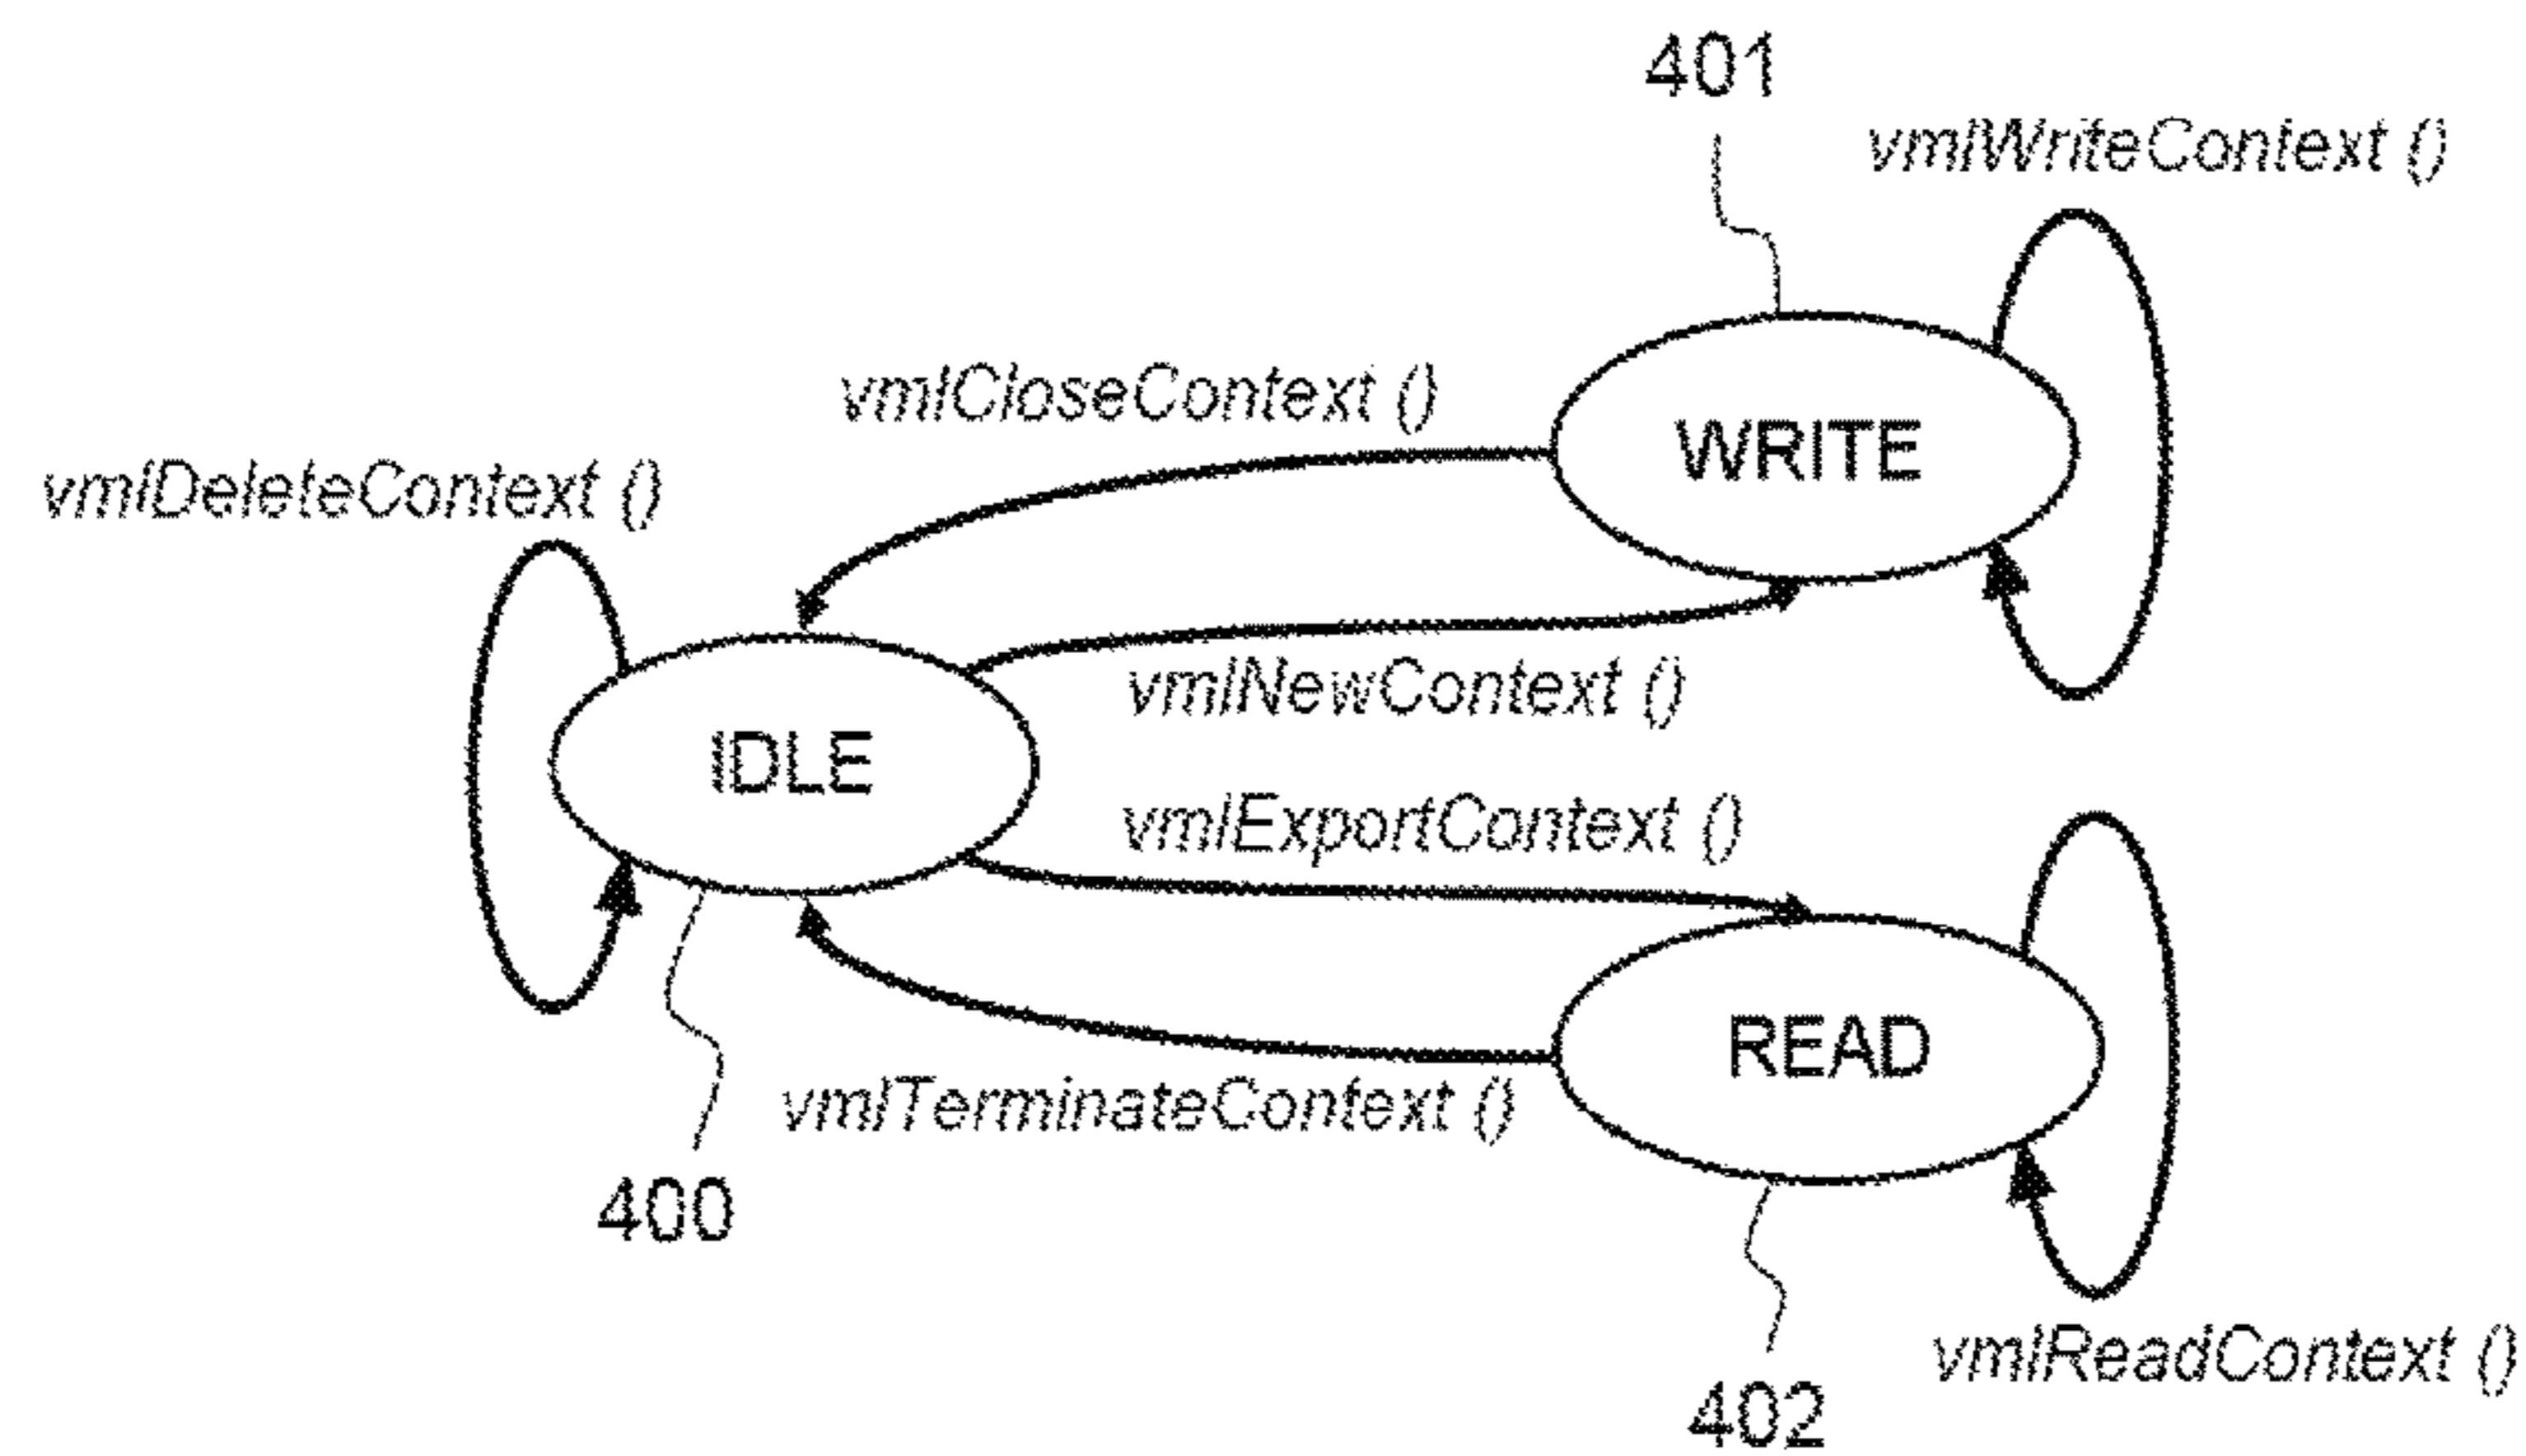 401
vmlWriteContext ()
vmlCloseContext ()
WRITE
vmlDeleteContext ()
vmlNewContext ()
IDLE
vmlExportContext ()
READ
vmlTerminateContext ()
400
vmlReadContext ()
402